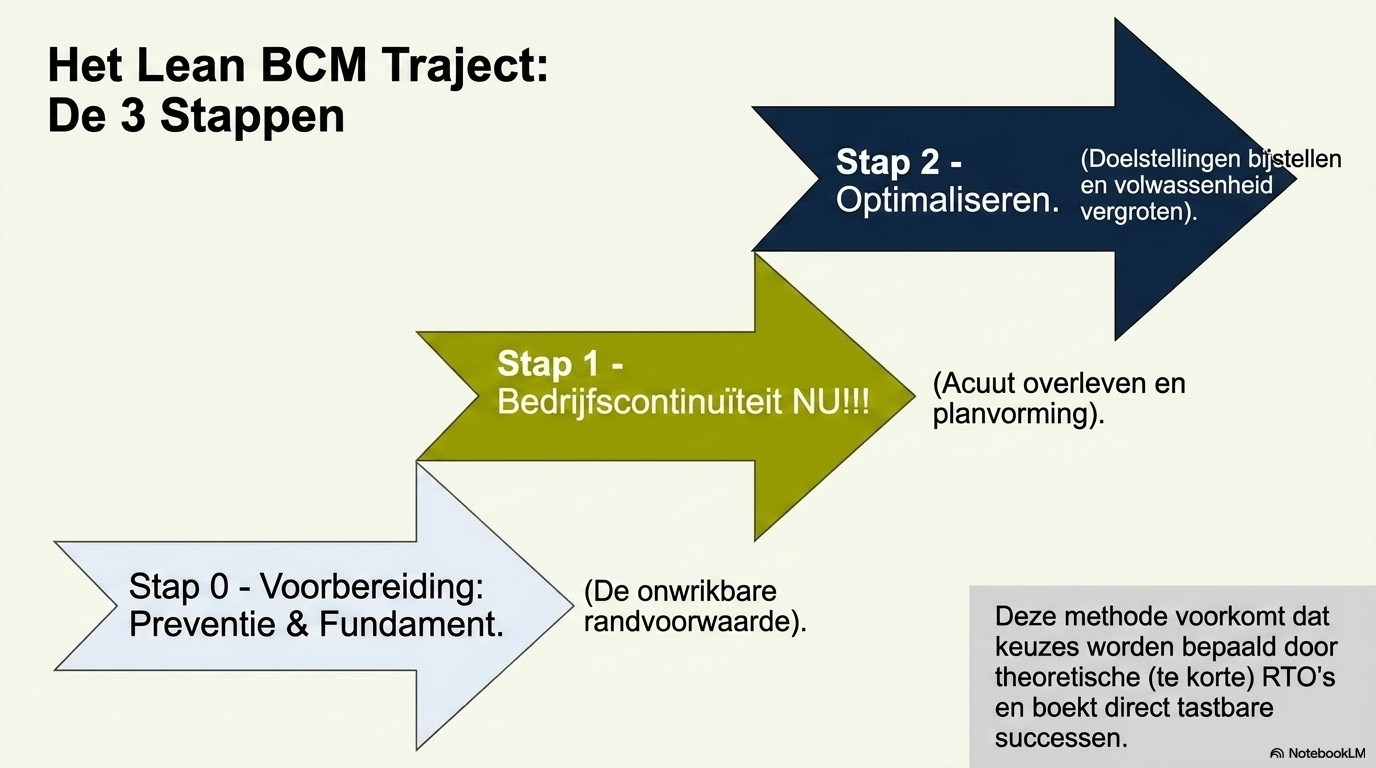 Het Lean BCM Traject:
De 3 Stappen
Stap 2 -
Optimaliseren.
(Doelstellingen bijstellen
en volwassenheid
vergroten).
Stap 1 -
Bedrijfscontinuïteit NU!!!
(Acuut overleven en
planvorming).
Stap 0 - Voorbereiding:
Preventie & Fundament.
(De onwrikbare
randvoorwaarde).
Deze methode voorkomt dat
keuzes worden bepaald door
theoretische (te korte) RTO's
en boekt direct tastbare
successen.
NotebookLM